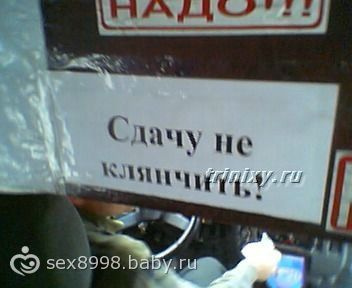 НАДО!!!
Сдачу не
клянчить!
trinixy.ru
sex8998.baby.ru